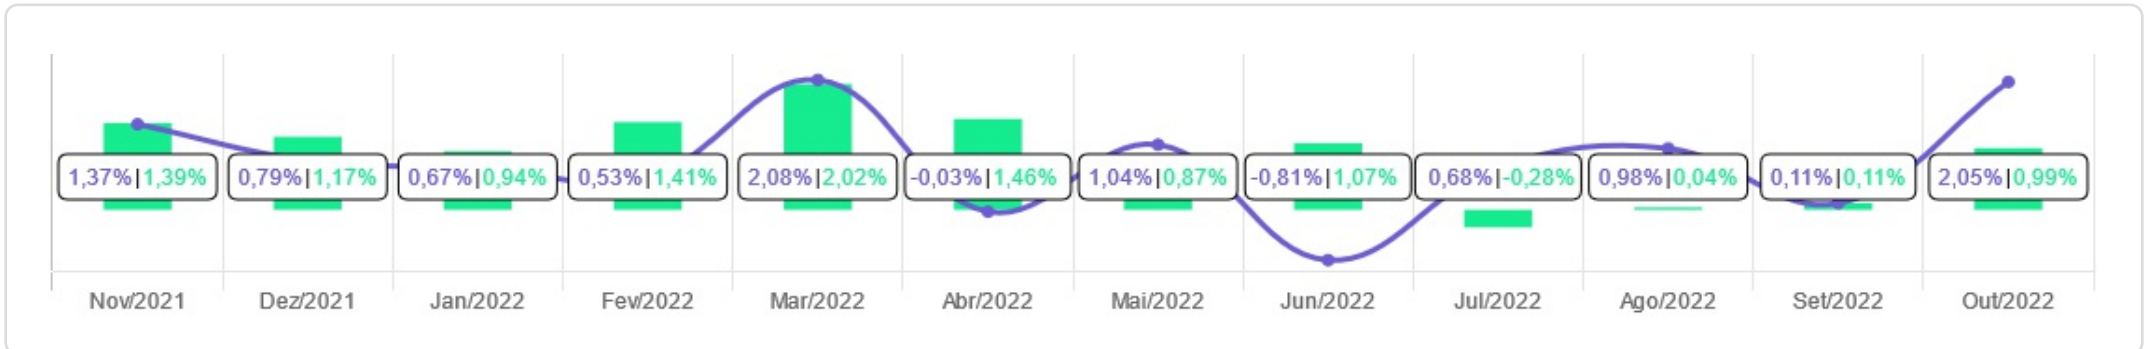 1,37%|1,39% 0,79%|1,17% 0,67%|0,94% 0,53%|1,41% 2,08%|2,02% -0,03%|1,46% 1,04%|0,87% -0,81%|1,07% 0,68%|-0,28% 0,98%|0,04% 0,11%|0,11% 2,05%|0,99%
Nov/2021 Dez/2021 Jan/2022 Fev/2022 Mar/2022 Abr/2022 Mai/2022 Jun/2022 Jul/2022 Ago/2022 Set/2022 Out/2022